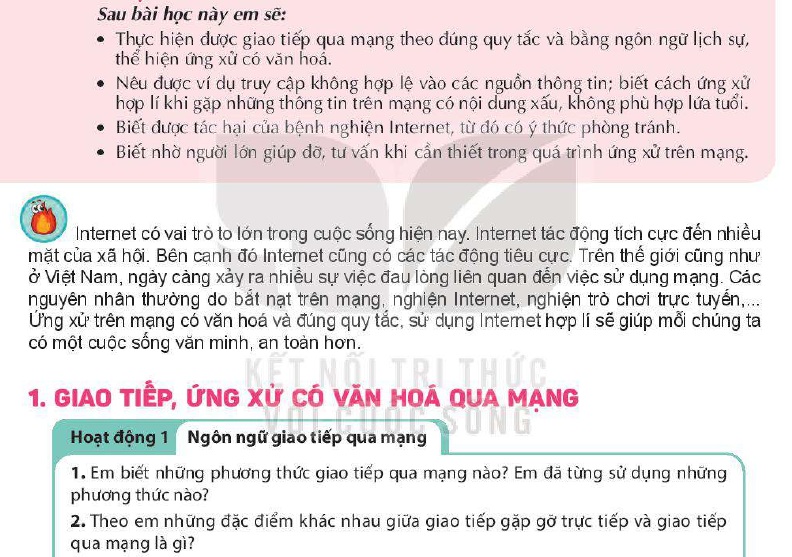 Sau bài học này em sẽ:
• Thực hiện được giao tiếp qua mạng theo đúng quy tắc và bằng ngôn ngữ lịch sự,
thể hiện ứng xử có văn hoá.
• Nêu được ví dụ truy cập không hợp lệ vào các nguồn thông tin; biết cách ứng xử
hợp lí khi gặp những thông tin trên mạng có nội dung xấu, không phù hợp lứa tuổi.
• Biết được tác hại của bệnh nghiện Internet, từ đó có ý thức phòng tránh.
• Biết nhờ người lớn giúp đỡ, tư vấn khi cần thiết trong quá trình ứng xử trên mạng.
Internet có vai trò to lớn trong cuộc sống hiện nay. Internet tác động tích cực đến nhiều
mặt của xã hội. Bên cạnh đó Internet cũng có các tác động tiêu cực. Trên thế giới cũng như
ở Việt Nam, ngày càng xảy ra nhiều sự việc đau lòng liên quan đến việc sử dụng mạng. Các
nguyên nhân thường do bắt nạt trên mạng, nghiện Internet, nghiện trò chơi trực tuyến,...
Ứng xử trên mạng có văn hoá và đúng quy tắc, sử dụng Internet hợp lí sẽ giúp mỗi chúng ta
có một cuộc sống văn minh, an toàn hơn.
KẾT NỐI TRI THỨC
1. GIAO TIẾP, ỨNG XỬ CÓ VĂN HOÁ QUA MẠNG
VỚI CUỘC SỐNG
Hoạt động 1 Ngôn ngữ giao tiếp qua mạng
1. Em biết những phương thức giao tiếp qua mạng nào? Em đã từng sử dụng những
phương thức nào?
2. Theo em những đặc điểm khác nhau giữa giao tiếp gặp gỡ trực tiếp và giao tiếp
qua mạng là gì?